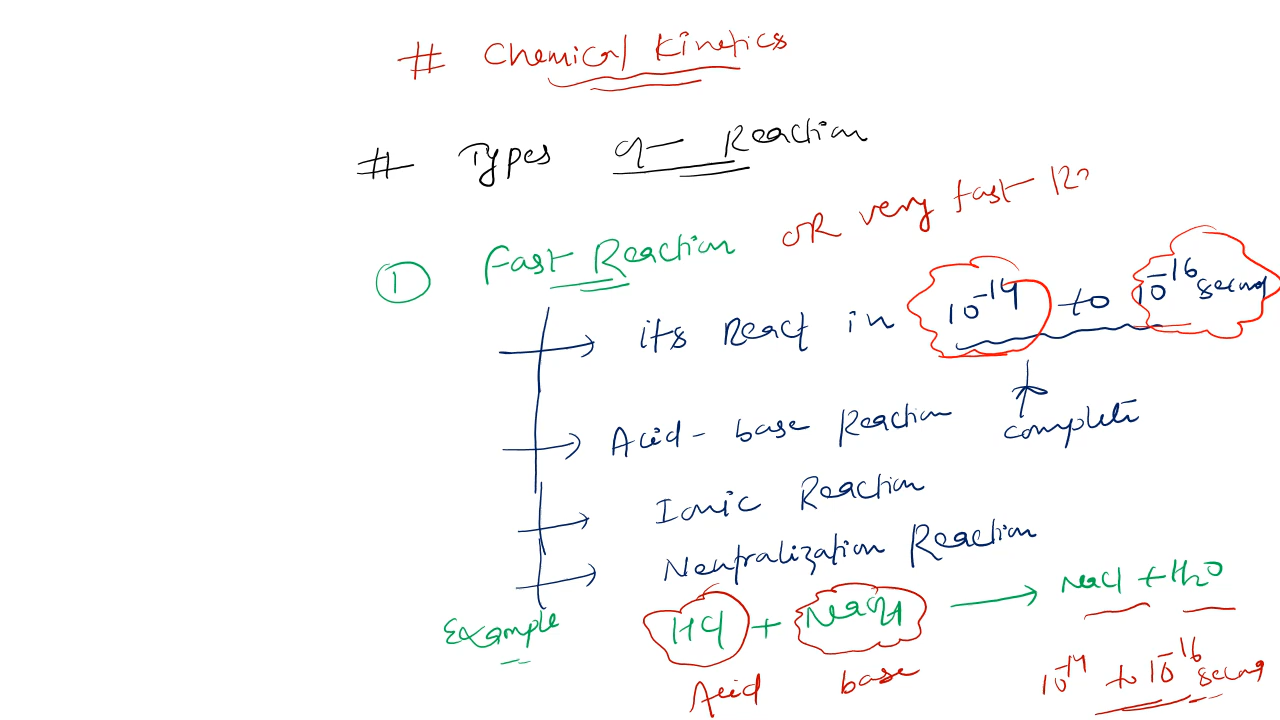 # Chemical Kinetics
# Types of Reaction
① Fast Reaction OR very fast
its React in 10⁻¹⁴ to 10⁻¹⁶ second
complete
Acid-base Reaction
Ionic Reaction
Neutralization Reaction
Example HCl + NaOH → NaCl + H₂O
Acid base 10⁻¹⁴ to 10⁻¹⁶ second